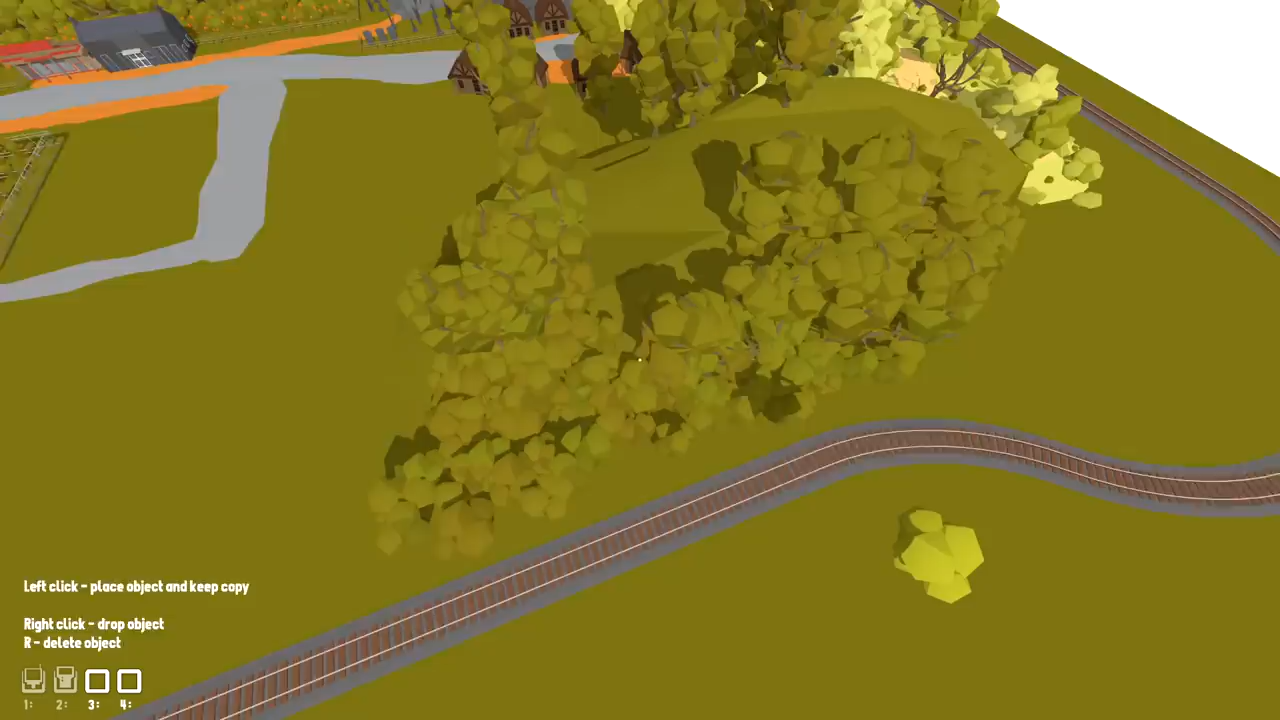 Left click - place object and keep copy
Right click - drop object
R - delete object
1: 2: 3: 4: